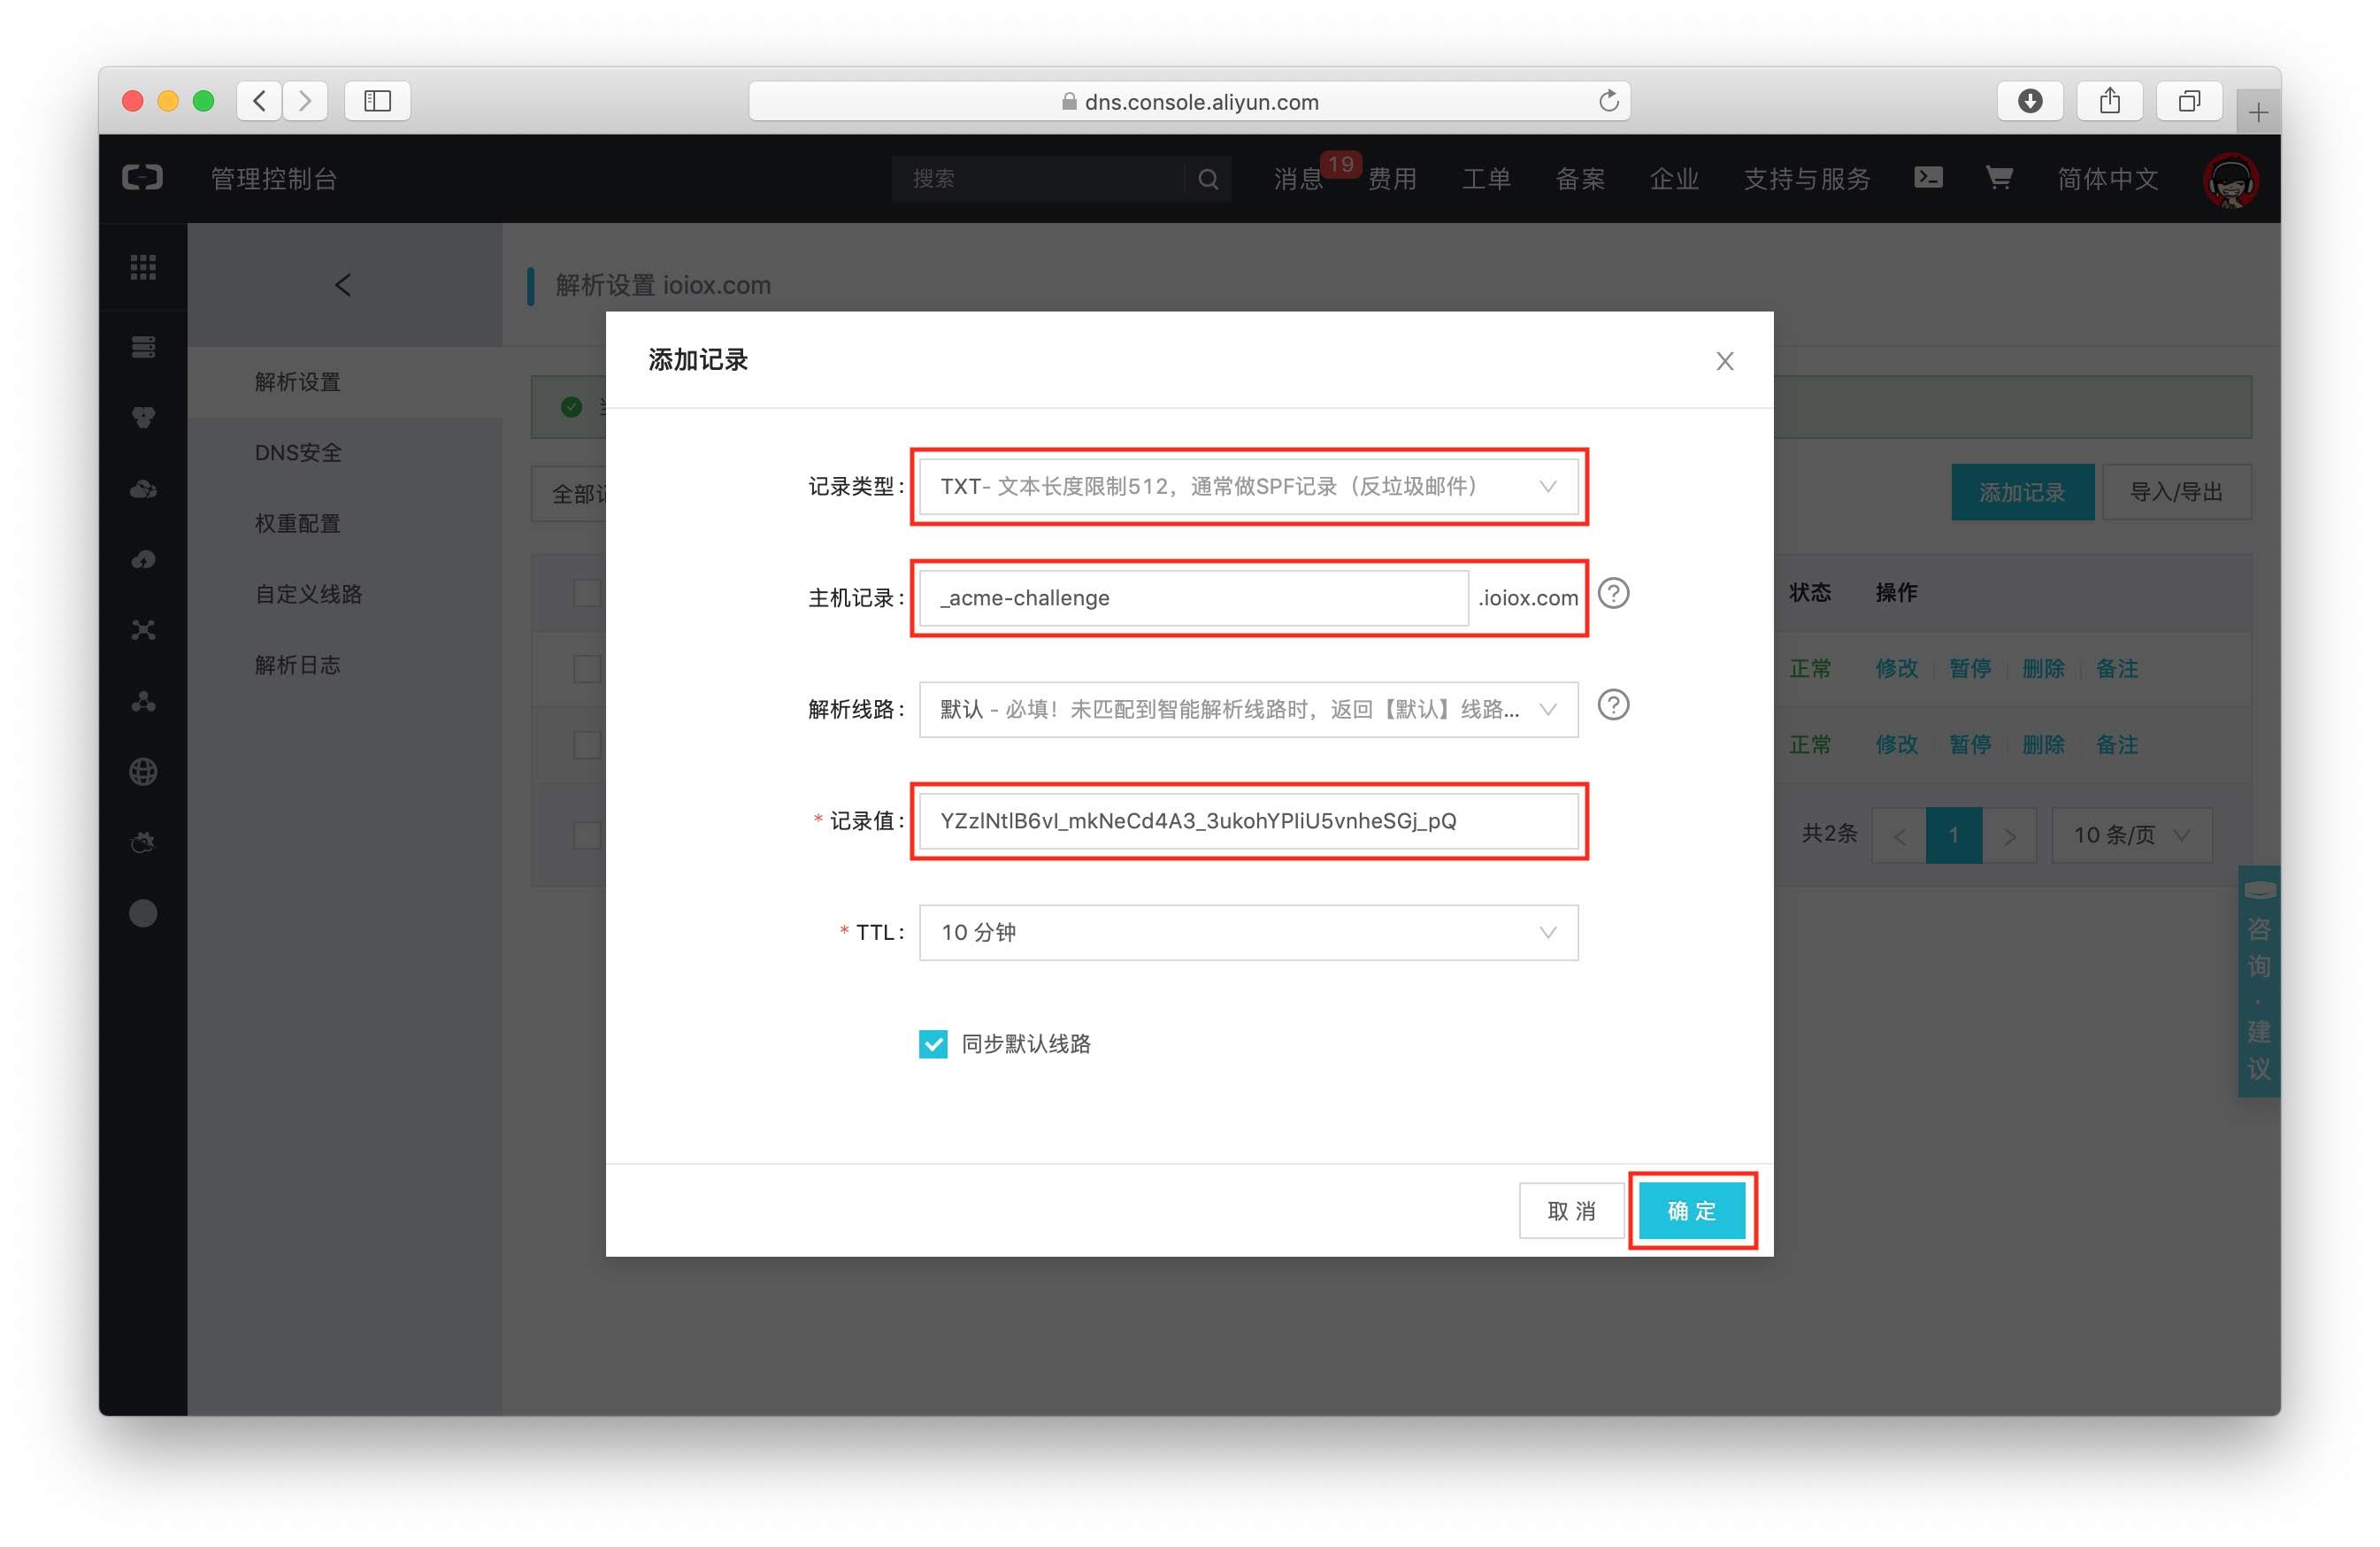 dns.console.aliyun.com
管理控制台
搜索
消息 19 费用 工单 备案 企业 支持与服务 简体中文
解析设置 ioiox.com
解析设置
DNS安全
权重配置
自定义线路
解析日志
全部
添加记录 导入/导出
状态 操作
正常 修改 暂停 删除 备注
正常 修改 暂停 删除 备注
共2条 1 10 条/页
咨询·建议
添加记录
记录类型: TXT- 文本长度限制512，通常做SPF记录（反垃圾邮件）
主机记录: _acme-challenge .ioiox.com
解析线路: 默认 - 必填！未匹配到智能解析线路时，返回【默认】线路...
* 记录值: YZzlNtlB6vI_mkNeCd4A3_3ukohYPIiU5vnheSGj_pQ
* TTL: 10 分钟
同步默认线路
取 消 确 定